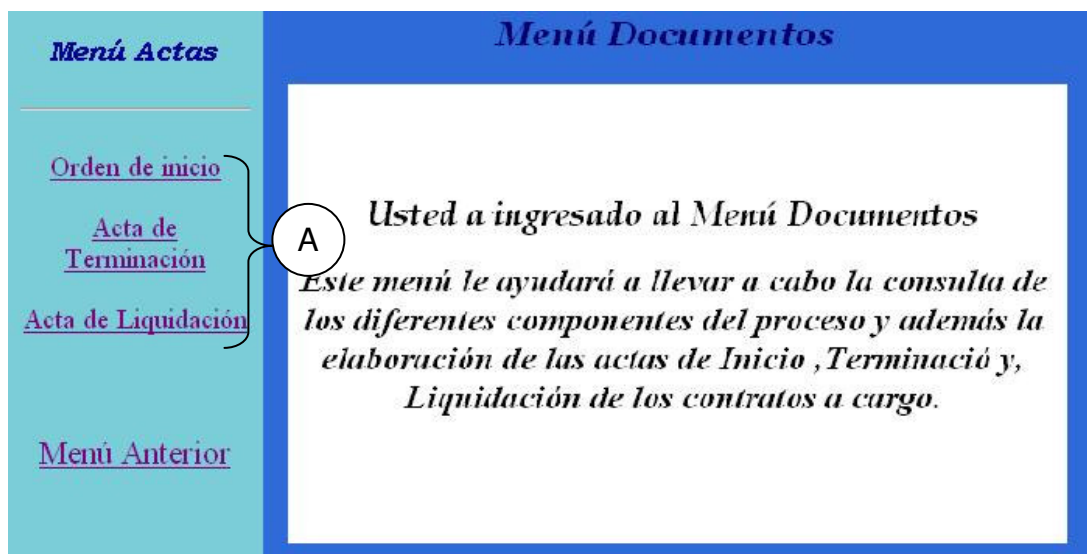 Menú Actas
Orden de inicio
Acta de
Terminación
Acta de Liquidación
Menú Anterior
A
Menú Documentos
Usted a ingresado al Menú Documentos
Este menú le ayudará a llevar a cabo la consulta de
los diferentes componentes del proceso y además la
elaboración de las actas de Inicio ,Terminació y,
Liquidación de los contratos a cargo.